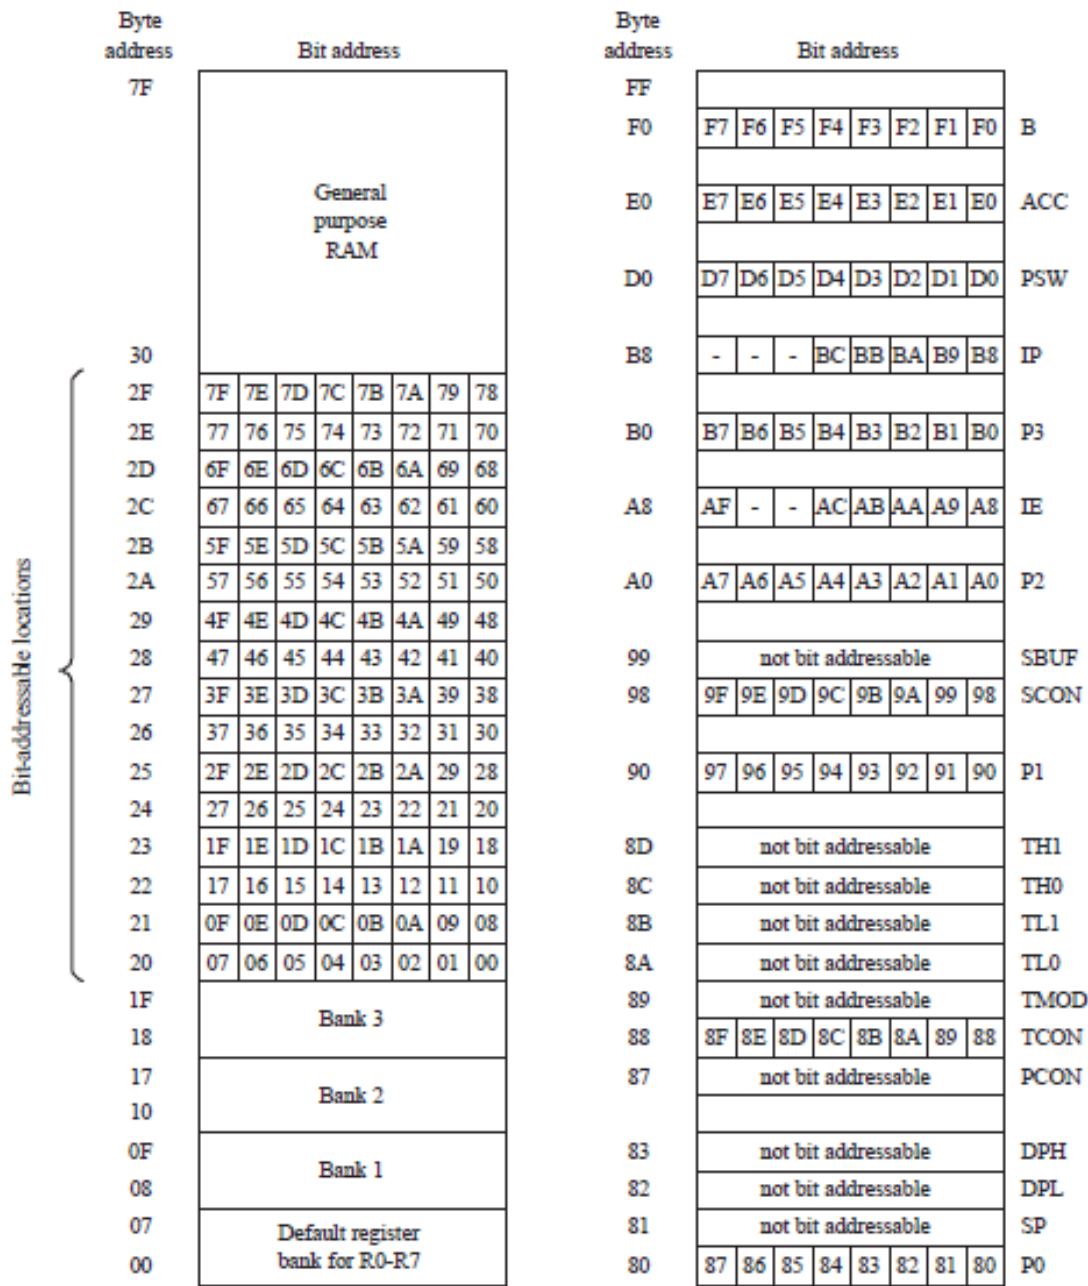 Byte address Bit address Byte address Bit address
7F FF
F0 F7 F6 F5 F4 F3 F2 F1 F0 B
General purpose RAM E0 E7 E6 E5 E4 E3 E2 E1 E0 ACC
D0 D7 D6 D5 D4 D3 D2 D1 D0 PSW
30 B8 - - - BC BB BA B9 B8 IP
2F 7F 7E 7D 7C 7B 7A 79 78
2E 77 76 75 74 73 72 71 70 B0 B7 B6 B5 B4 B3 B2 B1 B0 P3
2D 6F 6E 6D 6C 6B 6A 69 68
2C 67 66 65 64 63 62 61 60 A8 AF - - AC AB AA A9 A8 IE
2B 5F 5E 5D 5C 5B 5A 59 58
2A 57 56 55 54 53 52 51 50 A0 A7 A6 A5 A4 A3 A2 A1 A0 P2
29 4F 4E 4D 4C 4B 4A 49 48
Bit-addressable locations
28 47 46 45 44 43 42 41 40 99 not bit addressable SBUF
27 3F 3E 3D 3C 3B 3A 39 38 98 9F 9E 9D 9C 9B 9A 99 98 SCON
26 37 36 35 34 33 32 31 30
25 2F 2E 2D 2C 2B 2A 29 28 90 97 96 95 94 93 92 91 90 P1
24 27 26 25 24 23 22 21 20
23 1F 1E 1D 1C 1B 1A 19 18 8D not bit addressable TH1
22 17 16 15 14 13 12 11 10 8C not bit addressable TH0
21 0F 0E 0D 0C 0B 0A 09 08 8B not bit addressable TL1
20 07 06 05 04 03 02 01 00 8A not bit addressable TL0
1F 89 not bit addressable TMOD
Bank 3
18 88 8F 8E 8D 8C 8B 8A 89 88 TCON
17 87 not bit addressable PCON
Bank 2
10
0F 83 not bit addressable DPH
Bank 1
08 82 not bit addressable DPL
07 81 not bit addressable SP
Default register bank for R0-R7
00 80 87 86 85 84 83 82 81 80 P0